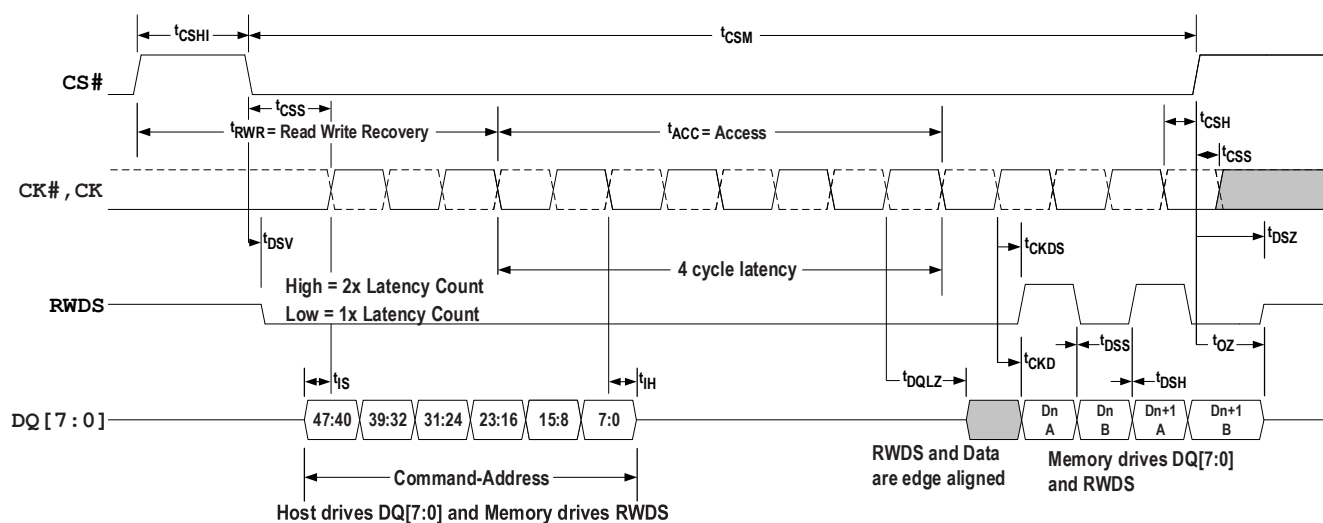 tCSHI
tCSM
CS#
tCSS
tRWR = Read Write Recovery
tACC = Access
tCSH
tCSS
CK#,CK
tDSV
tCKDS
tDSZ
4 cycle latency
High = 2x Latency Count
RWDS
Low = 1x Latency Count
tCKD
tDSS
tOZ
tIS
tIH
tDQLZ
tDSH
DQ[7:0]
47:40 39:32 31:24 23:16 15:8 7:0
Dn A
Dn B
Dn+1 A
Dn+1 B
RWDS and Data
are edge aligned
Memory drives DQ[7:0]
and RWDS
Command-Address
Host drives DQ[7:0] and Memory drives RWDS